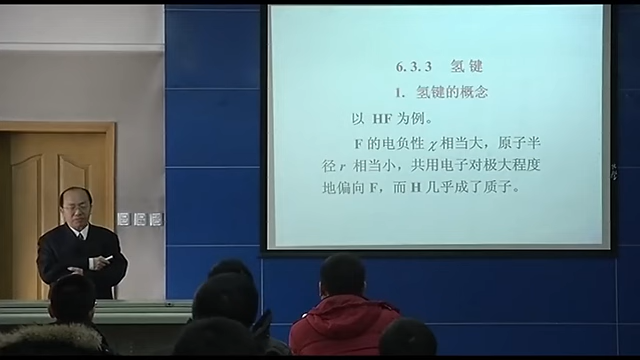 6.3.3 氢键
1. 氢键的概念
以 HF 为例。
F 的电负性 χ 相当大，原子半
径 r 相当小，共用电子对极大程度
地偏向 F，而 H 几乎成了质子。